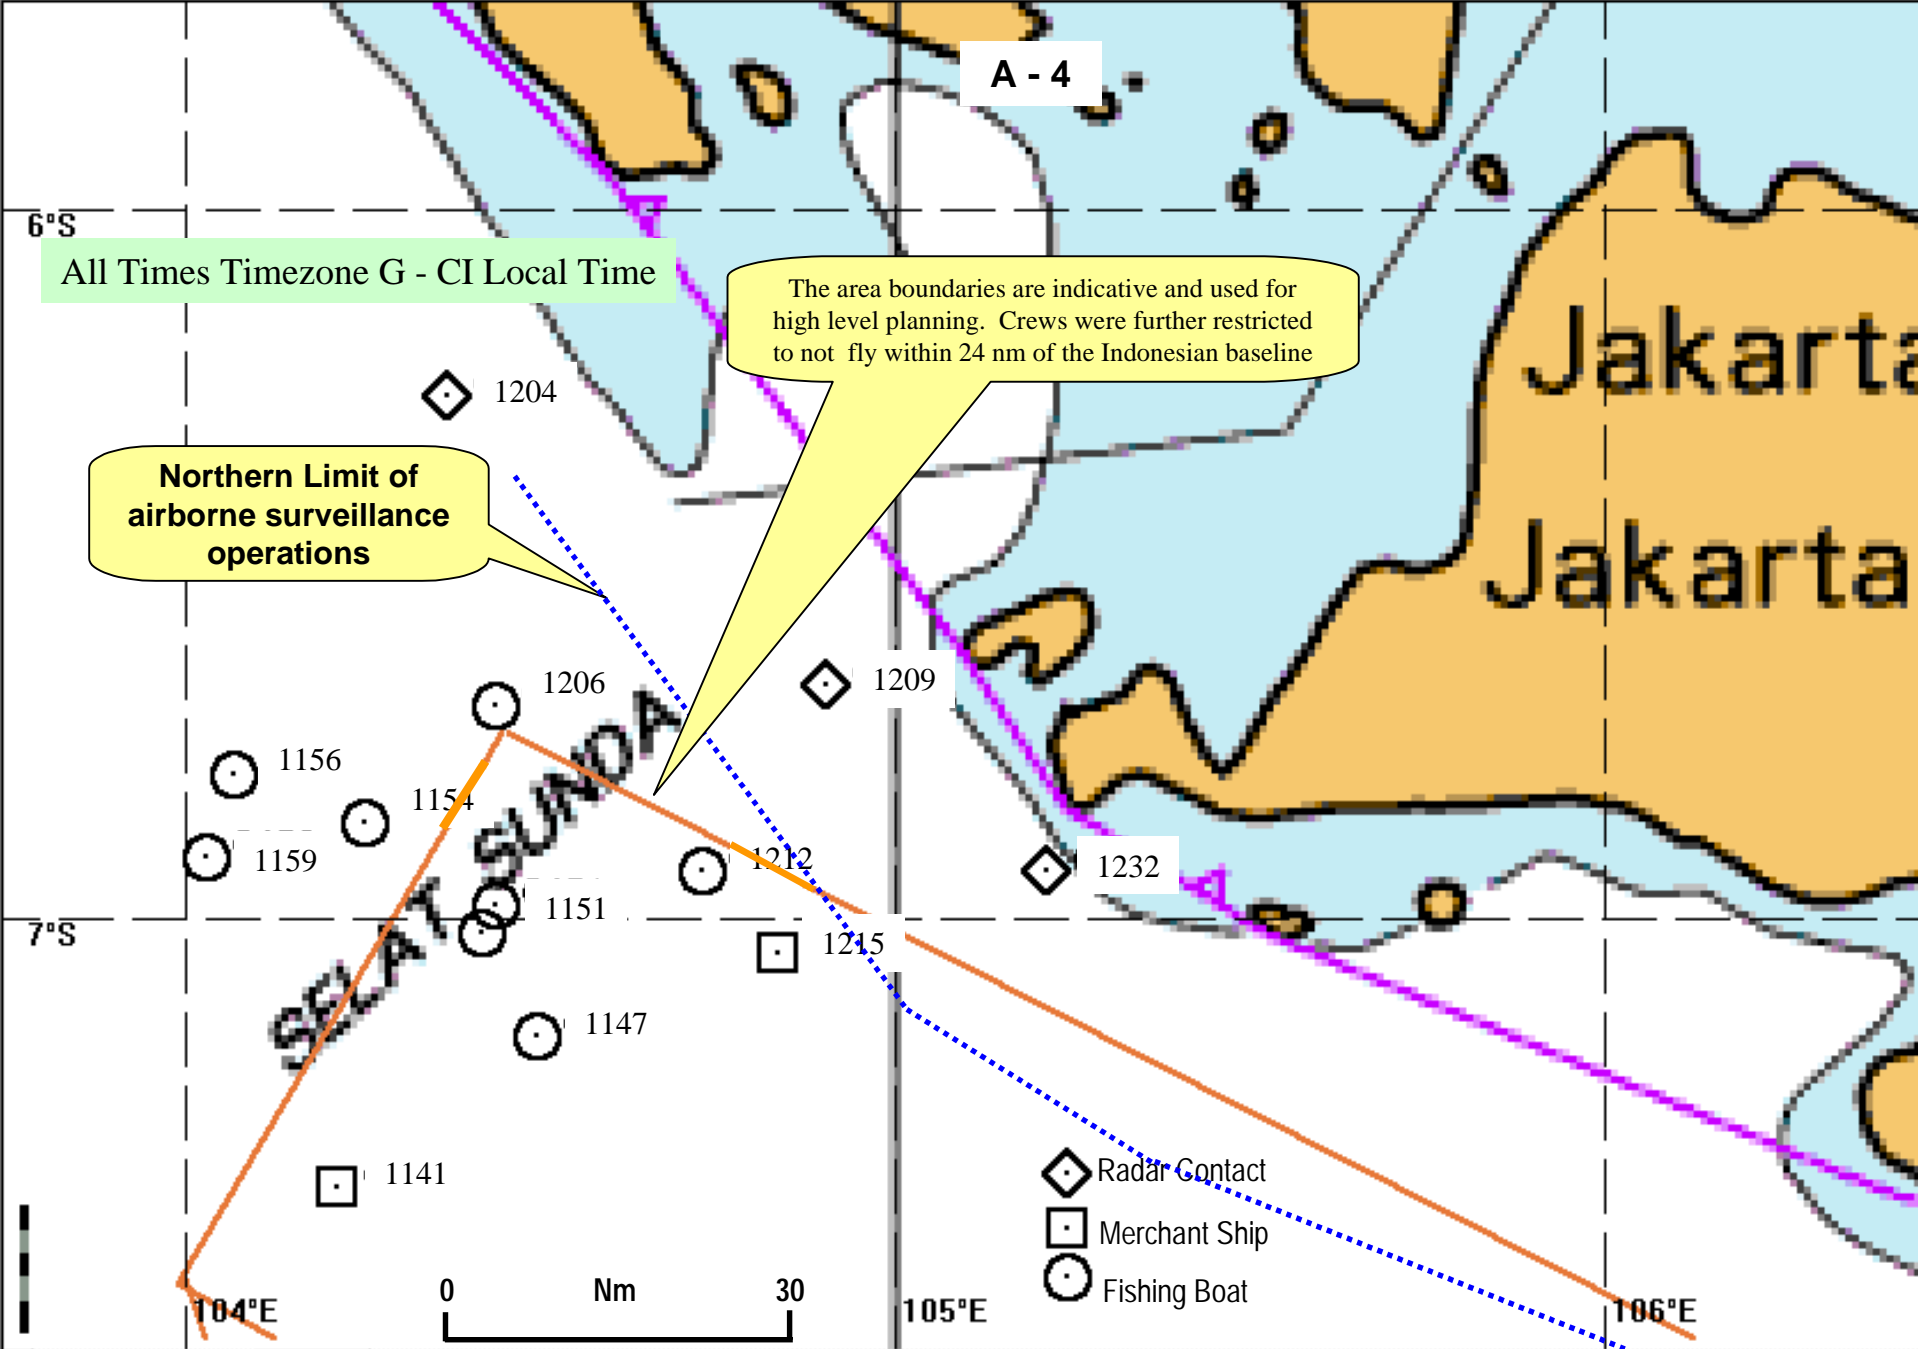 A - 4
6°S
All Times Timezone G - CI Local Time
The area boundaries are indicative and used for
high level planning. Crews were further restricted
to not fly within 24 nm of the Indonesian baseline
Jakarta
1204
Northern Limit of
airborne surveillance
operations
Jakarta
1206
1209
SELAT SUNDA
1156
1154
1159
1212
1232
1151
7°S
1215
1147
1141
Radar Contact
Merchant Ship
Fishing Boat
0 Nm 30
104°E
105°E
106°E